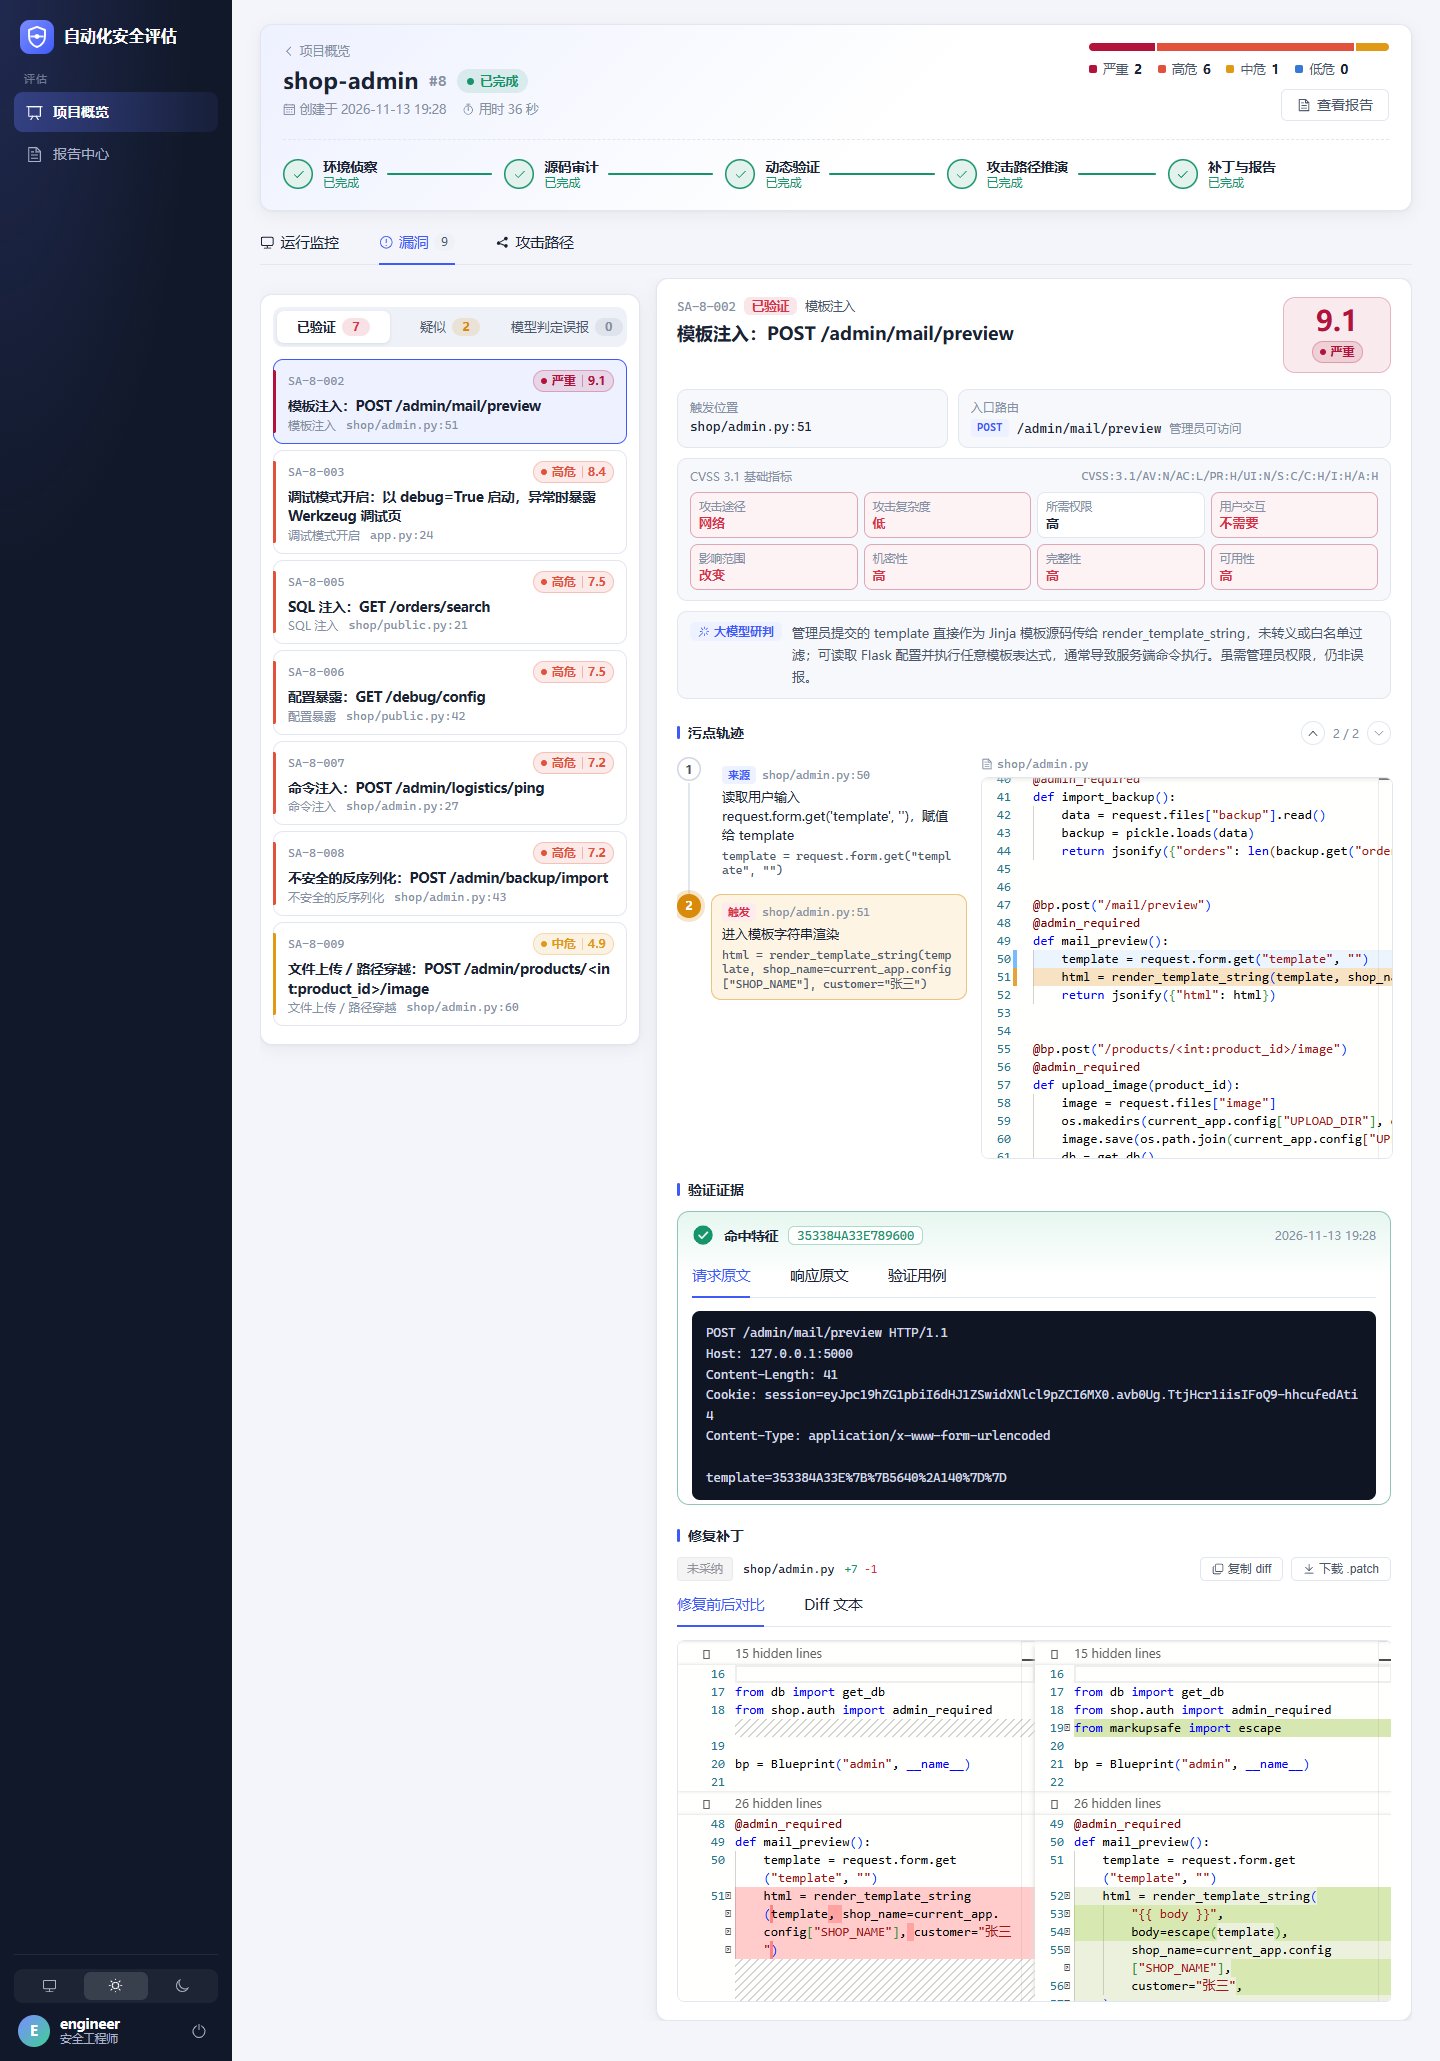 自动化安全评估
评估
项目概览
报告中心
项目概览
shop-admin #8 已完成
创建于 2026-11-13 19:28 用时 36 秒
严重 2 高危 6 中危 1 低危 0
查看报告
环境侦察
已完成
源码审计
已完成
动态验证
已完成
攻击路径推演
已完成
补丁与报告
已完成
运行监控
漏洞 9
攻击路径
已验证 7
疑似 2
模型判定误报 0
SA-8-002 严重 9.1
模板注入：POST /admin/mail/preview
模板注入 shop/admin.py:51
SA-8-003 高危 8.4
调试模式开启：以 debug=True 启动，异常时暴露
Werkzeug 调试页
调试模式开启 app.py:24
SA-8-005 高危 7.5
SQL 注入：GET /orders/search
SQL 注入 shop/public.py:21
SA-8-006 高危 7.5
配置暴露：GET /debug/config
配置暴露 shop/public.py:42
SA-8-007 高危 7.2
命令注入：POST /admin/logistics/ping
命令注入 shop/admin.py:27
SA-8-008 高危 7.2
不安全的反序列化：POST /admin/backup/import
不安全的反序列化 shop/admin.py:43
SA-8-009 中危 4.9
文件上传 / 路径穿越：POST /admin/products/<in
t:product_id>/image
文件上传 / 路径穿越 shop/admin.py:60
SA-8-002 已验证 模板注入
模板注入：POST /admin/mail/preview
9.1
严重
触发位置
shop/admin.py:51
入口路由
POST /admin/mail/preview 管理员可访问
CVSS 3.1 基础指标 CVSS:3.1/AV:N/AC:L/PR:H/UI:N/S:C/C:H/I:H/A:H
攻击途径
网络
攻击复杂度
低
所需权限
高
用户交互
不需要
影响范围
改变
机密性
高
完整性
高
可用性
高
大模型研判
管理员提交的 template 直接作为 Jinja 模板源码传给 render_template_string，未转义或白名单过
滤；可读取 Flask 配置并执行任意模板表达式，通常导致服务端命令执行。虽需管理员权限，仍非误
报。
污点轨迹
2 / 2
1
来源 shop/admin.py:50
读取用户输入
request.form.get('template', '')，赋值
给 template
template = request.form.get("templ
ate", "")
2
触发 shop/admin.py:51
进入模板字符串渲染
html = render_template_string(temp
late, shop_name=current_app.config
["SHOP_NAME"], customer="张三")
shop/admin.py
40 @admin_required
41 def import_backup():
42 data = request.files["backup"].read()
43 backup = pickle.loads(data)
44 return jsonify({"orders": len(backup.get("orde
45
46
47 @bp.post("/mail/preview")
48 @admin_required
49 def mail_preview():
50 template = request.form.get("template", "")
51 html = render_template_string(template, shop_n
52 return jsonify({"html": html})
53
54
55 @bp.post("/products/<int:product_id>/image")
56 @admin_required
57 def upload_image(product_id):
58 image = request.files["image"]
59 os.makedirs(current_app.config["UPLOAD_DIR"],
60 image.save(os.path.join(current_app.config["UP
61 db = get_db()
验证证据
命中特征 353384A33E789600
2026-11-13 19:28
请求原文
响应原文
验证用例
POST /admin/mail/preview HTTP/1.1
Host: 127.0.0.1:5000
Content-Length: 41
Cookie: session=eyJpc19hZG1pbiI6dHJ1ZSwidXNlcl9pZCI6MX0.avb0Ug.TtjHcr1iisIFoQ9-hhcufedAti
4
Content-Type: application/x-www-form-urlencoded
template=353384A33E%7B%7B5640%2A140%7D%7D
修复补丁
未采纳 shop/admin.py +7 -1
复制 diff
下载 .patch
修复前后对比
Diff 文本
15 hidden lines
16
17 from db import get_db
18 from shop.auth import admin_required
19
20 bp = Blueprint("admin", __name__)
21
26 hidden lines
48 @admin_required
49 def mail_preview():
50 template = request.form.get
("template", "")
51 html = render_template_string
(template, shop_name=current_app.
config["SHOP_NAME"], customer="张三
")
15 hidden lines
16
17 from db import get_db
18 from shop.auth import admin_required
19 from markupsafe import escape
20
21 bp = Blueprint("admin", __name__)
22
26 hidden lines
49 @admin_required
50 def mail_preview():
51 template = request.form.get
("template", "")
52 html = render_template_string(
53 "{{ body }}",
54 body=escape(template),
55 shop_name=current_app.config
["SHOP_NAME"],
56 customer="张三",
E
engineer
安全工程师